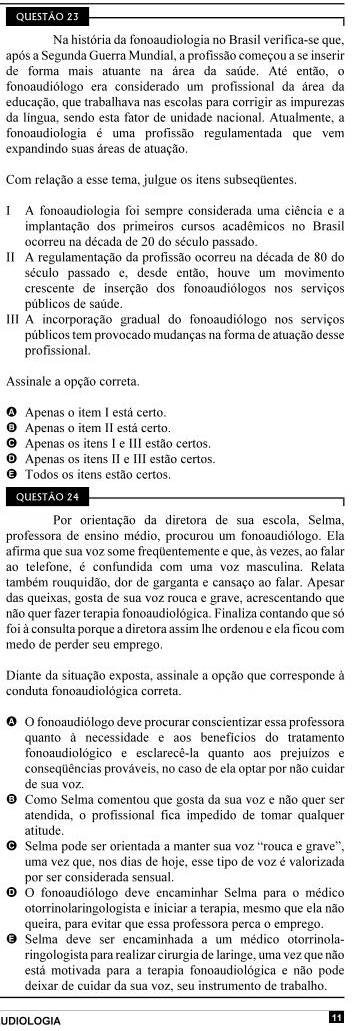 QUESTÃO 23
Na história da fonoaudiologia no Brasil verifica-se que,
após a Segunda Guerra Mundial, a profissão começou a se inserir
de forma mais atuante na área da saúde. Até então, o
fonoaudiólogo era considerado um profissional da área da
educação, que trabalhava nas escolas para corrigir as impurezas
da língua, sendo esta fator de unidade nacional. Atualmente, a
fonoaudiologia é uma profissão regulamentada que vem
expandindo suas áreas de atuação.
Com relação a esse tema, julgue os itens subseqüentes.
I A fonoaudiologia foi sempre considerada uma ciência e a
implantação dos primeiros cursos acadêmicos no Brasil
ocorreu na década de 20 do século passado.
II A regulamentação da profissão ocorreu na década de 80 do
século passado e, desde então, houve um movimento
crescente de inserção dos fonoaudiólogos nos serviços
públicos de saúde.
III A incorporação gradual do fonoaudiólogo nos serviços
públicos tem provocado mudanças na forma de atuação desse
profissional.
Assinale a opção correta.
A Apenas o item I está certo.
B Apenas o item II está certo.
C Apenas os itens I e III estão certos.
D Apenas os itens II e III estão certos.
E Todos os itens estão certos.
QUESTÃO 24
Por orientação da diretora de sua escola, Selma,
professora de ensino médio, procurou um fonoaudiólogo. Ela
afirma que sua voz some freqüentemente e que, às vezes, ao falar
ao telefone, é confundida com uma voz masculina. Relata
também rouquidão, dor de garganta e cansaço ao falar. Apesar
das queixas, gosta de sua voz rouca e grave, acrescentando que
não quer fazer terapia fonoaudiológica. Finaliza contando que só
foi à consulta porque a diretora assim lhe ordenou e ela ficou com
medo de perder seu emprego.
Diante da situação exposta, assinale a opção que corresponde à
conduta fonoaudiológica correta.
A O fonoaudiólogo deve procurar conscientizar essa professora
quanto à necessidade e aos benefícios do tratamento
fonoaudiológico e esclarecê-la quanto aos prejuízos e
conseqüências prováveis, no caso de ela optar por não cuidar
de sua voz.
B Como Selma comentou que gosta da sua voz e não quer ser
atendida, o profissional fica impedido de tomar qualquer
atitude.
C Selma pode ser orientada a manter sua voz “rouca e grave”,
uma vez que, nos dias de hoje, esse tipo de voz é valorizada
por ser considerada sensual.
D O fonoaudiólogo deve encaminhar Selma para o médico
otorrinolaringologista e iniciar a terapia, mesmo que ela não
queira, para evitar que essa professora perca o emprego.
E Selma deve ser encaminhada a um médico otorrinola-
ringologista para realizar cirurgia de laringe, uma vez que não
está motivada para a terapia fonoaudiológica e não pode
deixar de cuidar da sua voz, seu instrumento de trabalho.
UDIOLOGIA
11